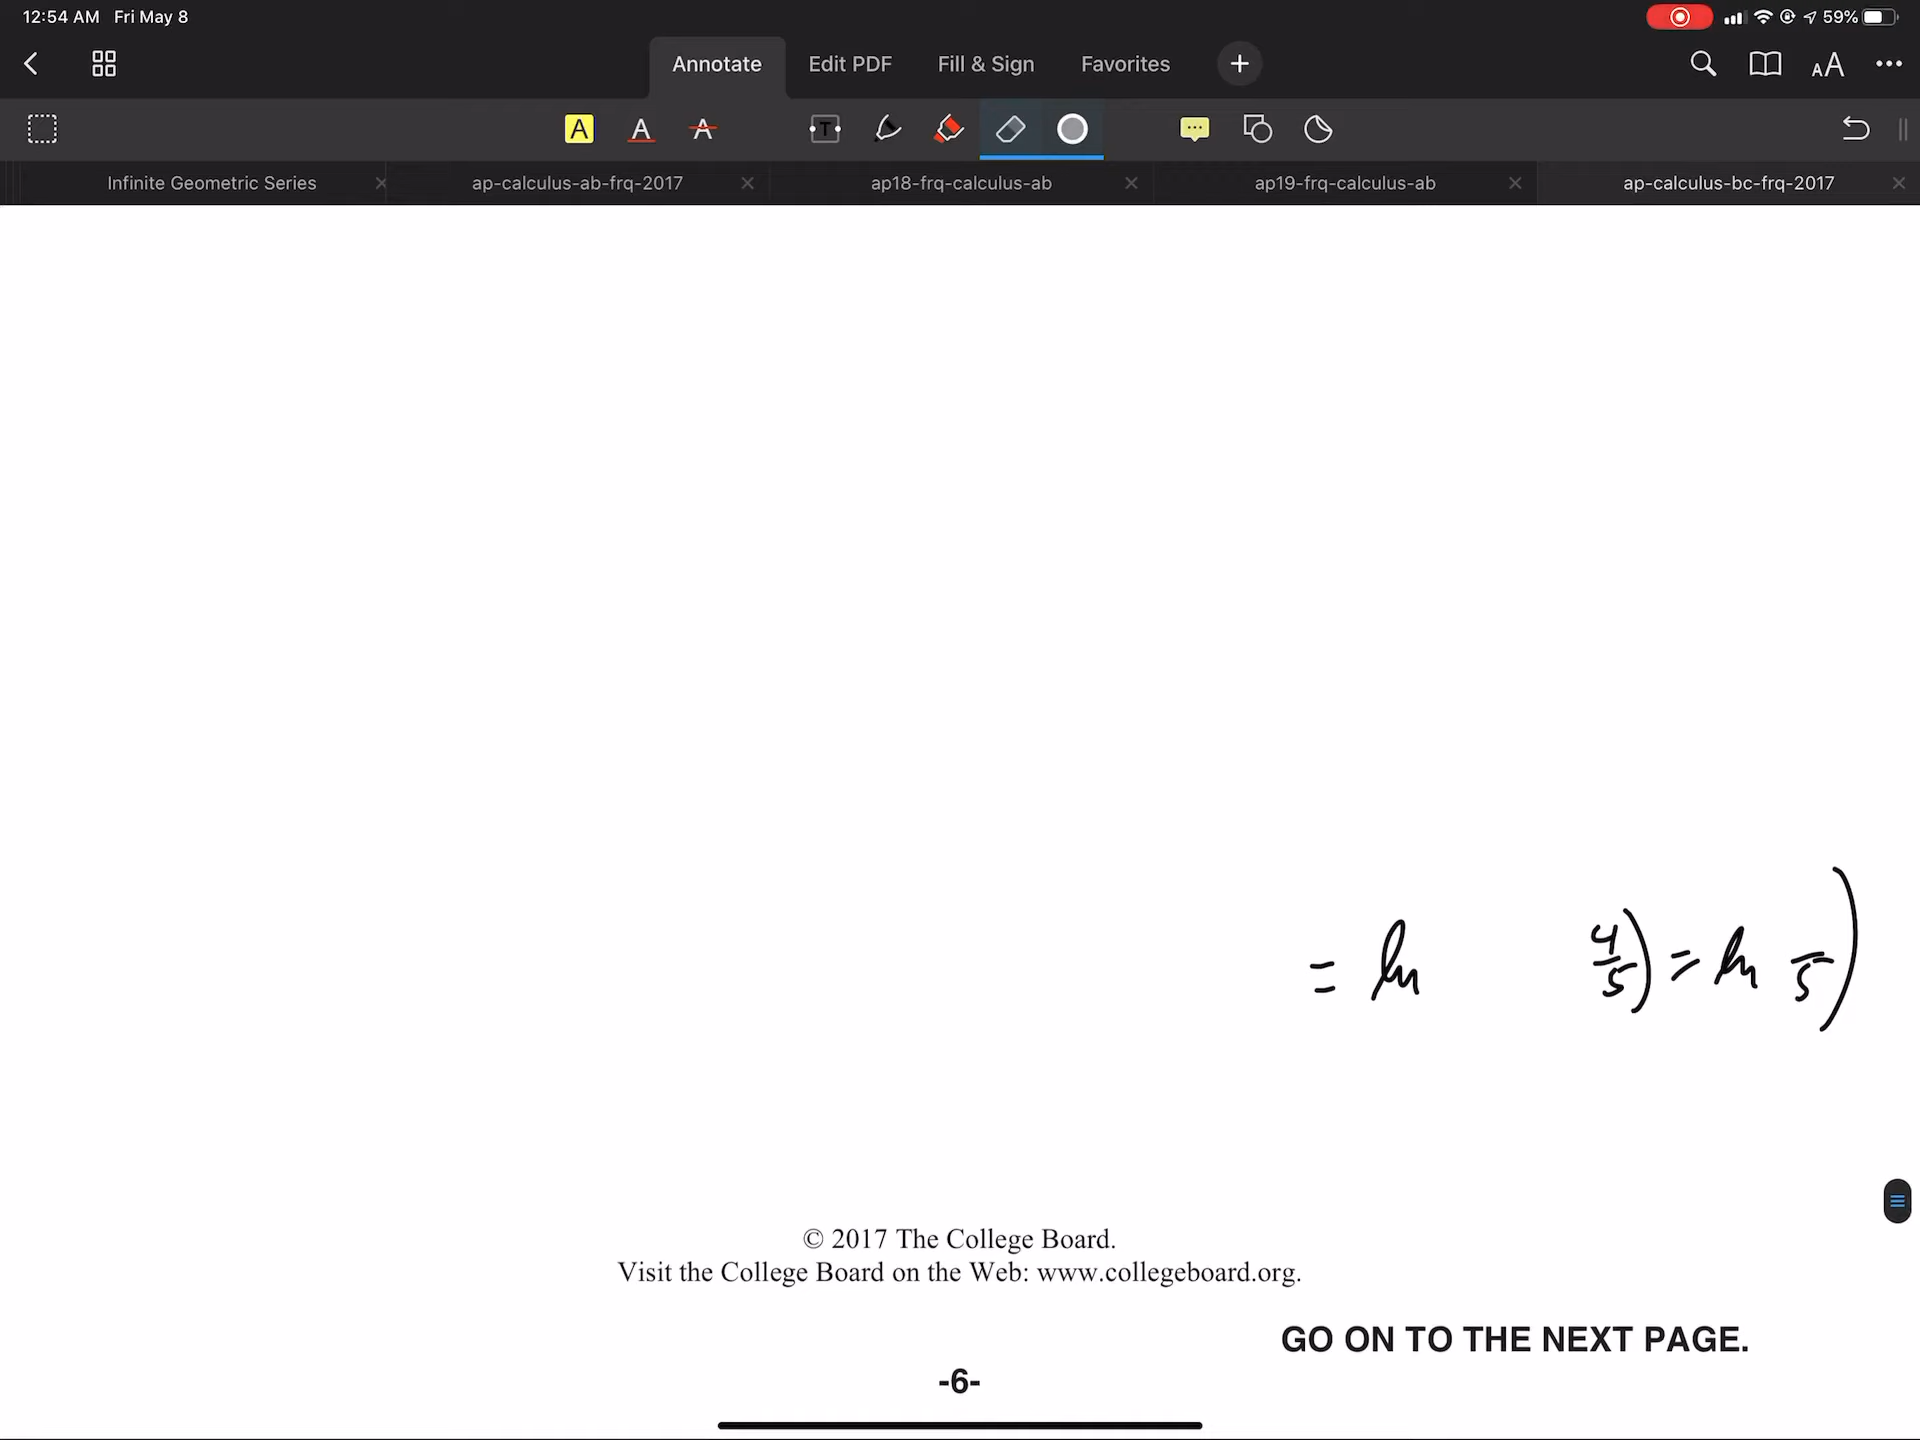 12:54 AM Fri May 8 59%
Annotate Edit PDF Fill & Sign Favorites +
A A A T
Infinite Geometric Series × ap-calculus-ab-frq-2017 × ap18-frq-calculus-ab × ap19-frq-calculus-ab × ap-calculus-bc-frq-2017 ×
= ln 4/5) = ln /5)
© 2017 The College Board.
Visit the College Board on the Web: www.collegeboard.org.
GO ON TO THE NEXT PAGE.
-6-